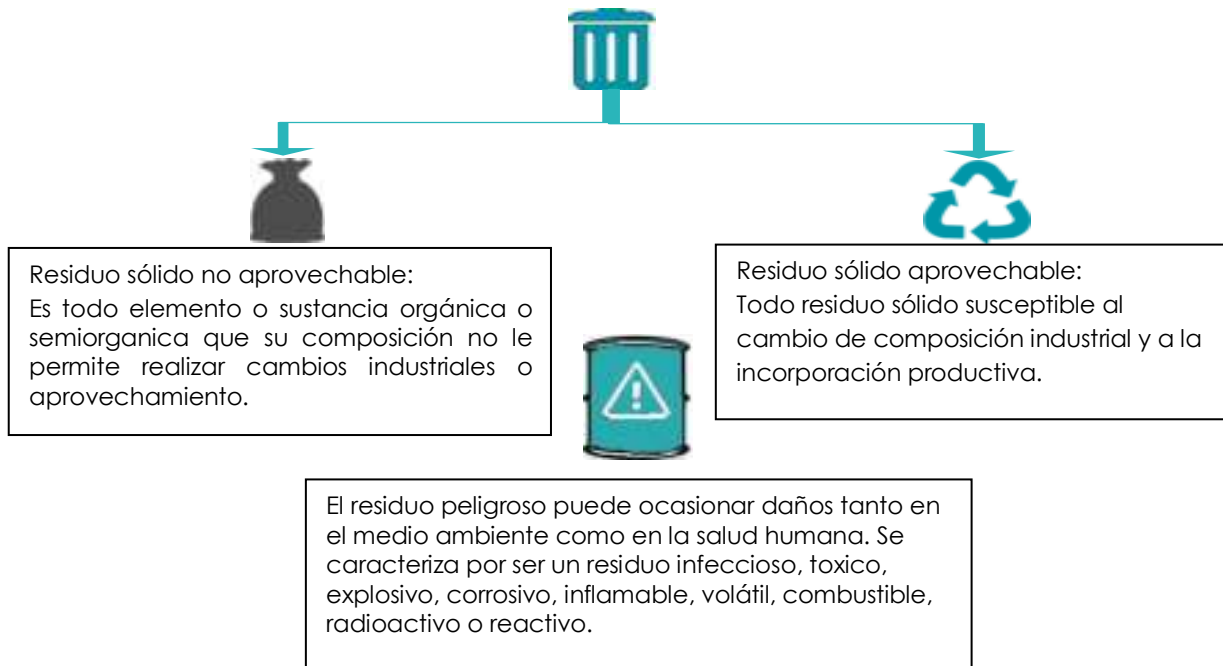 Residuo sólido no aprovechable:
Es todo elemento o sustancia orgánica o
semiorganica que su composición no le
permite realizar cambios industriales o
aprovechamiento.
Residuo sólido aprovechable:
Todo residuo sólido susceptible al
cambio de composición industrial y a la
incorporación productiva.
El residuo peligroso puede ocasionar daños tanto en
el medio ambiente como en la salud humana. Se
caracteriza por ser un residuo infeccioso, toxico,
explosivo, corrosivo, inflamable, volátil, combustible,
radioactivo o reactivo.